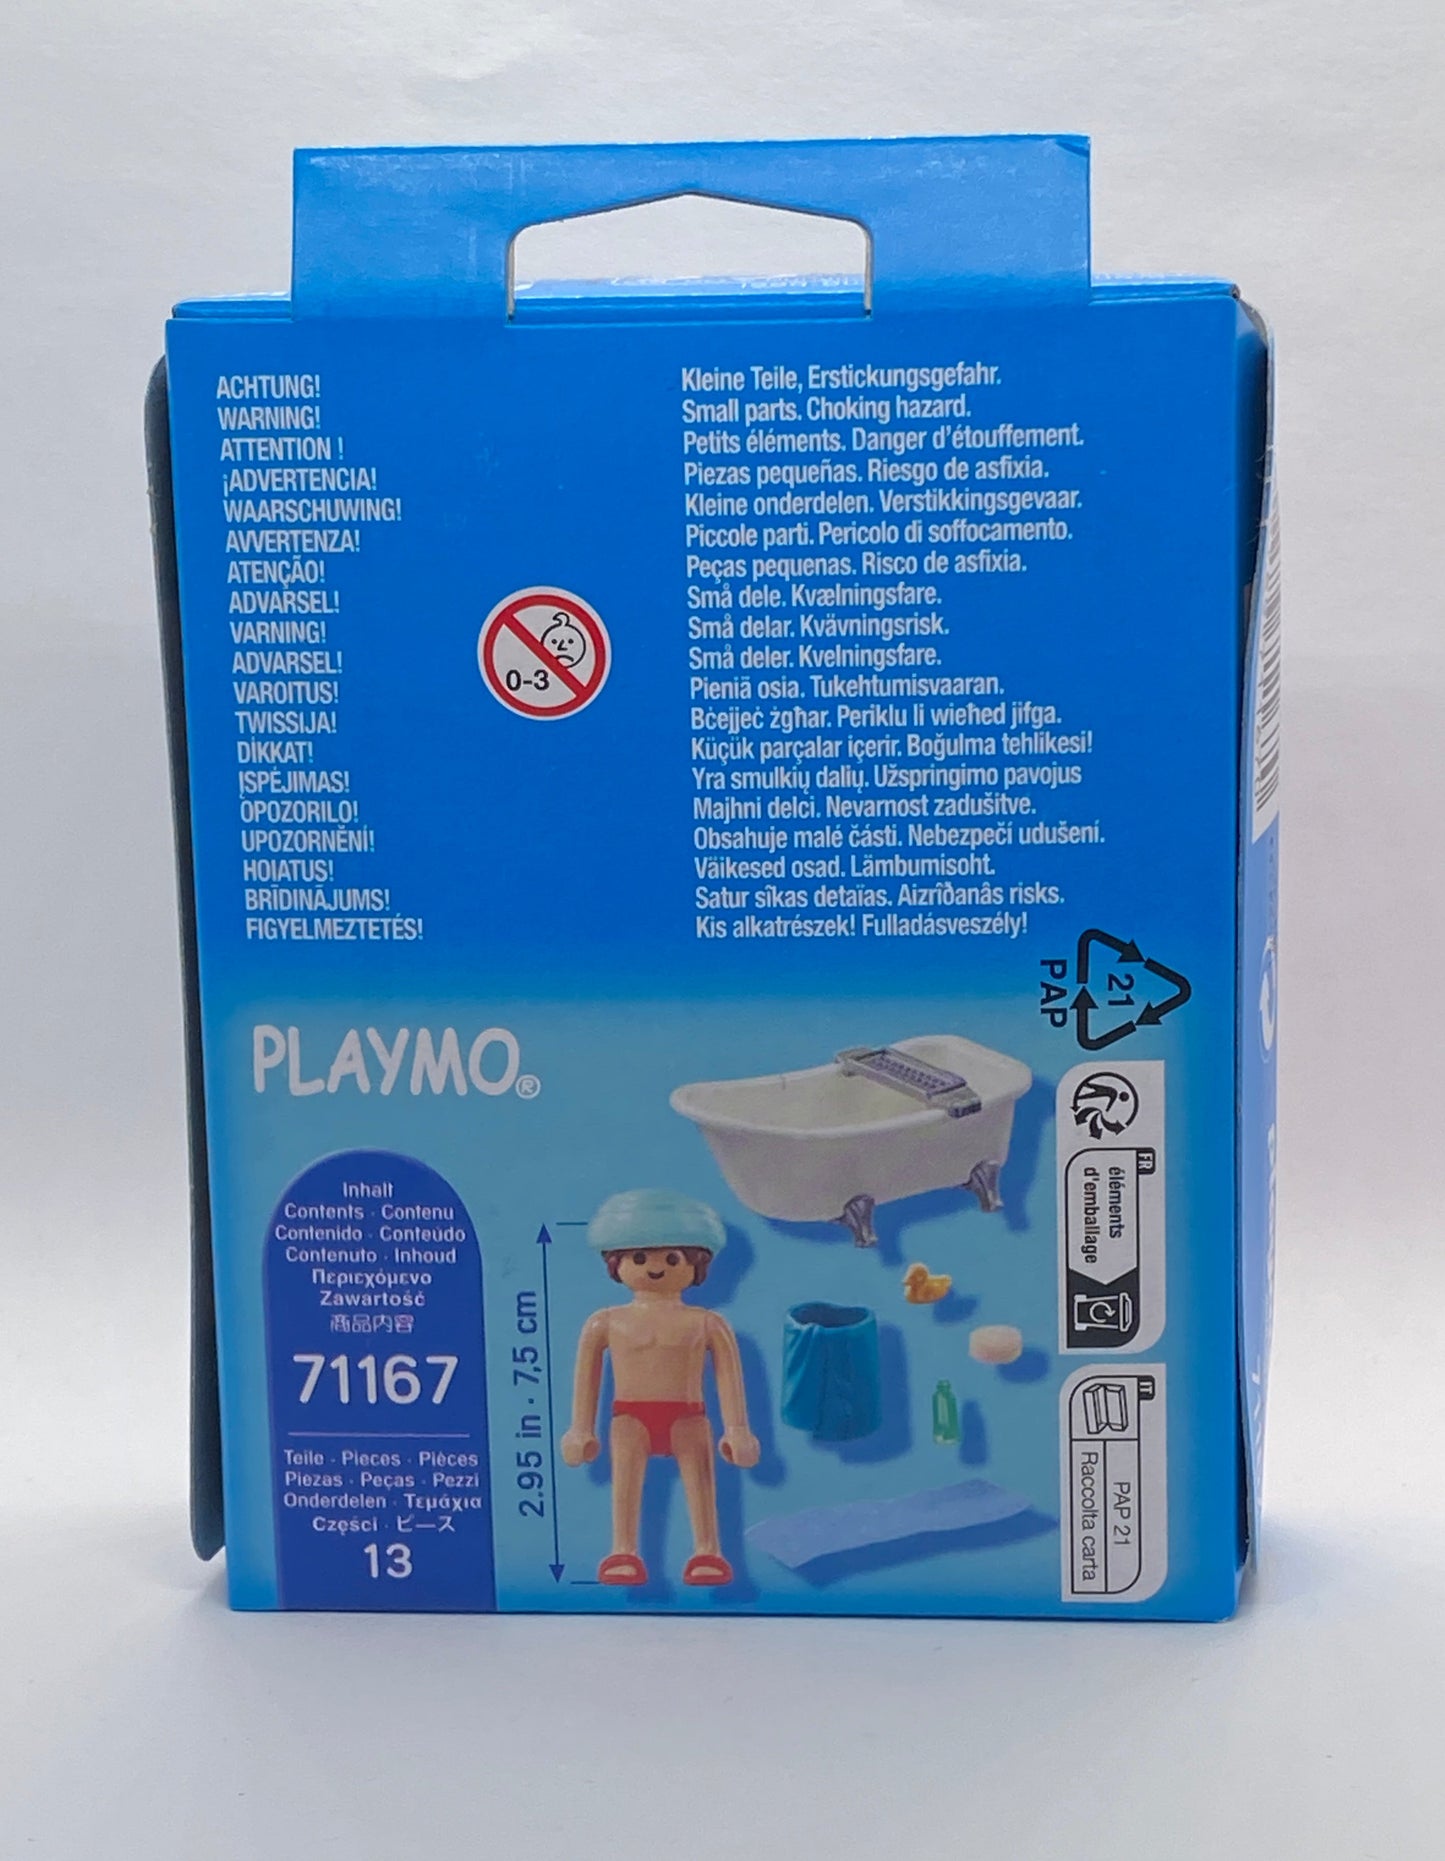 ACHTUNG!
WARNING!
ATTENTION !
¡ADVERTENCIA!
WAARSCHUWING!
AVVERTENZA!
ATENÇÃO!
ADVARSEL!
VARNING!
ADVARSEL!
VAROITUS!
TWISSIJA!
DİKKAT!
ĮSPĖJIMAS!
OPOZORILO!
UPOZORNĚNÍ!
HOIATUS!
BRĪDINĀJUMS!
FIGYELMEZTETÉS!
0-3
Kleine Teile, Erstickungsgefahr.
Small parts. Choking hazard.
Petits éléments. Danger d'étouffement.
Piezas pequeñas. Riesgo de asfixia.
Kleine onderdelen. Verstikkingsgevaar.
Piccole parti. Pericolo di soffocamento.
Peças pequenas. Risco de asfixia.
Små dele. Kvælningsfare.
Små delar. Kvävningsrisk.
Små deler. Kvelningsfare.
Pieniä osia. Tukehtumisvaaran.
Bċejjeċ żgħar. Periklu li wieħed jifga.
Küçük parçalar içerir. Boğulma tehlikesi!
Yra smulkių dalių. Užspringimo pavojus
Majhni delci. Nevarnost zadušitve.
Obsahuje malé části. Nebezpečí udušení.
Väikesed osad. Lämbumisoht.
Satur sîkas detaïas. Aizrîðanâs risks.
Kis alkatrészek! Fulladásveszély!
21
PAP
PLAYMO®
Inhalt
Contents · Contenu
Contenido · Conteúdo
Contenuto · Inhoud
Περιεχόμενο
Zawartość
商品内容
71167
Teile · Pieces · Pièces
Piezas · Peças · Pezzi
Onderdelen · Τεμάχια
Części · ピース
13
2.95 in · 7,5 cm
FR
éléments
d'emballage
IT
PAP 21
Raccolta carta